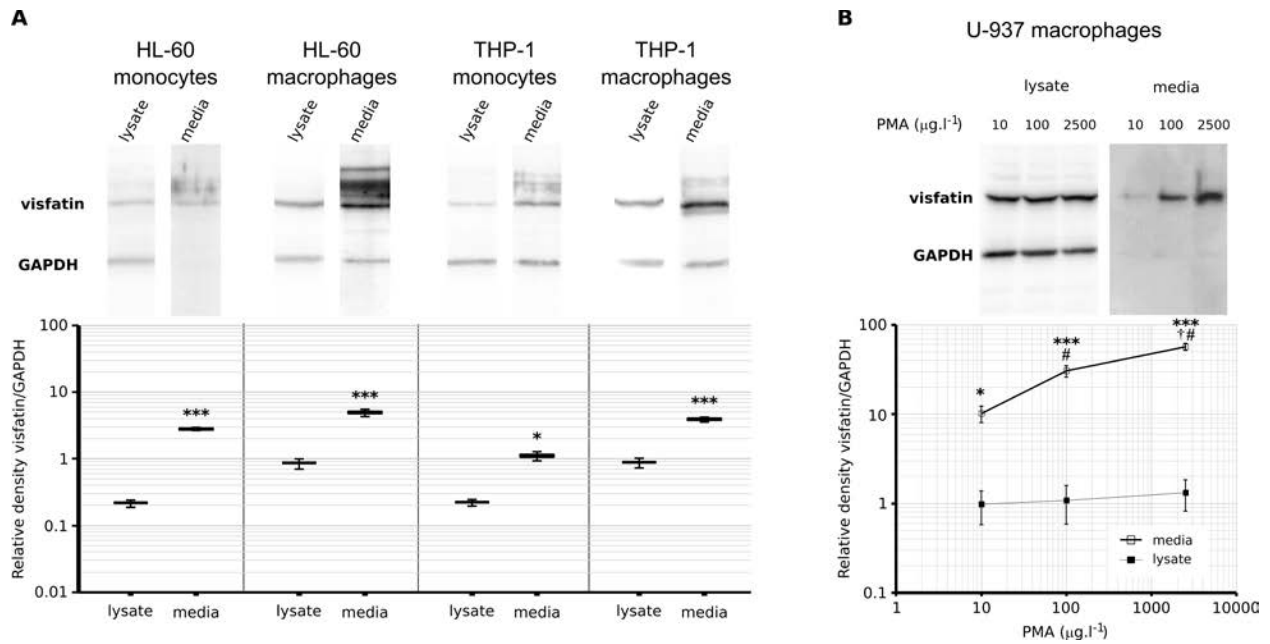 A
HL-60 monocytes
HL-60 macrophages
THP-1 monocytes
THP-1 macrophages
lysate media lysate media lysate media lysate media
visfatin
GAPDH
Relative density visfatin/GAPDH
100
10
1
0.1
0.01
*** *** * ***
lysate media lysate media lysate media lysate media
B
U-937 macrophages
lysate media
PMA (μg.l⁻¹) 10 100 2500 10 100 2500
visfatin
GAPDH
Relative density visfatin/GAPDH
100
10
1
0.1
*
***
#
***
†#
media
lysate
1 10 100 1000 10000
PMA (μg.l⁻¹)